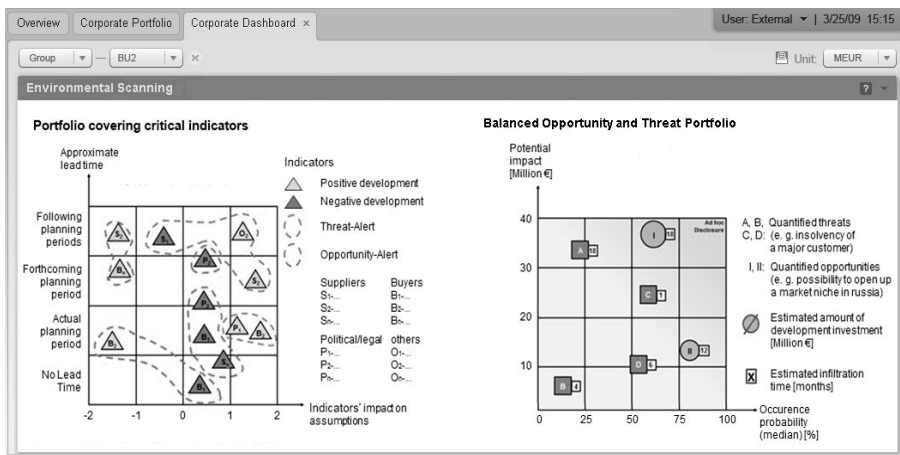 Overview
Corporate Portfolio
Corporate Dashboard ×
User: External | 3/25/09 15:15
Group — BU2
Unit: MEUR
Environmental Scanning
?
Portfolio covering critical indicators
Approximate
leadtime
Following
planning
periods
Forthcoming
planning
period
Actual
planning
period
No Lead
Time
-2 -1 0 1 2
Indicators' impact on
assumptions
Indicators
Positive development
Negative development
Threat-Alert
Opportunity-Alert
Suppliers Buyers
S1-... B1-...
S2-... B2-...
Sn-... Bn-...
Political/legal others
P1-... O1-...
P2-... O2-...
Pn-... On-...
Balanced Opportunity and Threat Portfolio
Potential
impact
[Million €]
40
30
20
10
0 25 50 75 100
Occurence
probability
(median) [%]
Ad hoc
Disclosure
A 18
I 18
C 1
II 12
D 6
B 4
A, B, Quantified threats
C, D: (e. g. insolvency of
a major customer)
I, II: Quantified opportunities
(e. g. possibility to open up
a market niche in russia)
Estimated amount of
development investment
[Million €]
X Estimated infiltration
time [months]